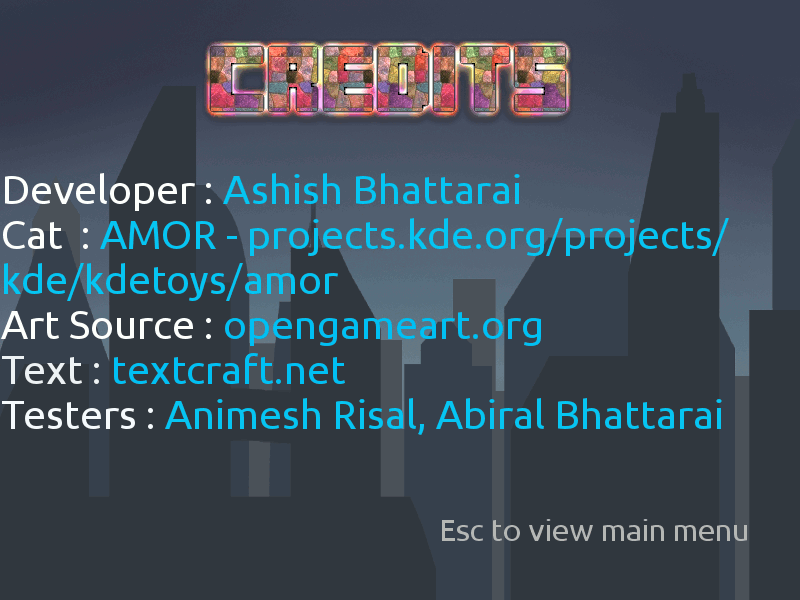 CREDITS
Developer : Ashish Bhattarai
Cat  : AMOR - projects.kde.org/projects/
kde/kdetoys/amor
Art Source : opengameart.org
Text : textcraft.net
Testers : Animesh Risal, Abiral Bhattarai
Esc to view main menu